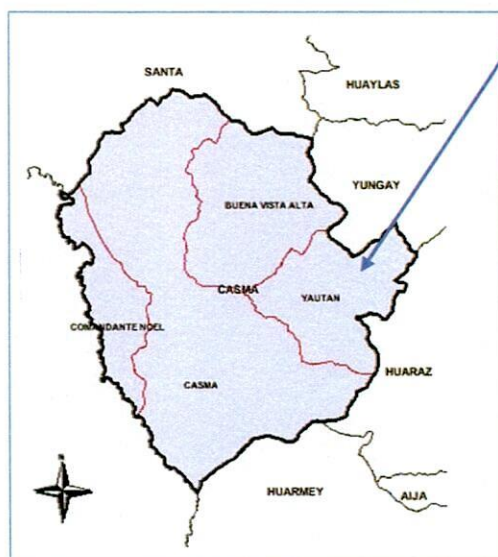 SANTA
HUAYLAS
YUNGAY
BUENA VISTA ALTA
CASMA
YAUTAN
COMANDANTE NOEL
HUARAZ
CASMA
N
HUARMEY
AIJA